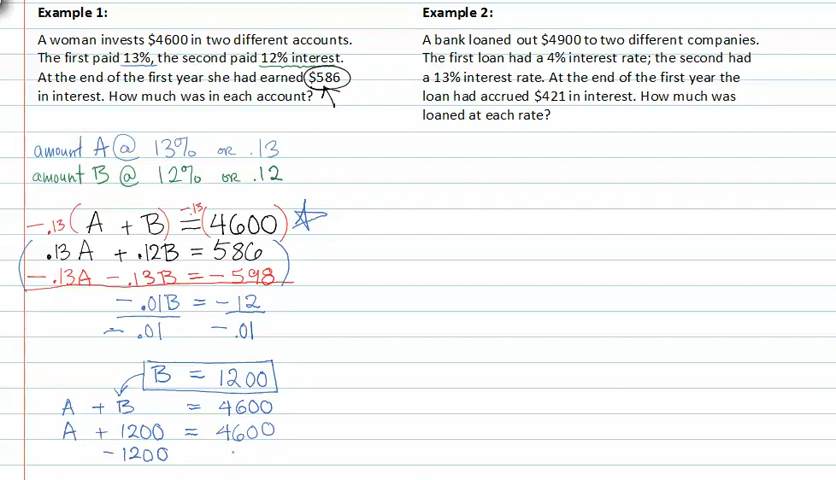 Example 1:
A woman invests $4600 in two different accounts.
The first paid 13%, the second paid 12% interest.
At the end of the first year she had earned $586
in interest. How much was in each account?
amount A @ 13% or .13
amount B @ 12% or .12
-.13(A + B) = -.13(4600)
.13A + .12B = 586
-.13A - .13B = -598
-.01B = -12
-.01 -.01
B = 1200
A + B = 4600
A + 1200 = 4600
-1200
Example 2:
A bank loaned out $4900 to two different companies.
The first loan had a 4% interest rate; the second had
a 13% interest rate. At the end of the first year the
loan had accrued $421 in interest. How much was
loaned at each rate?